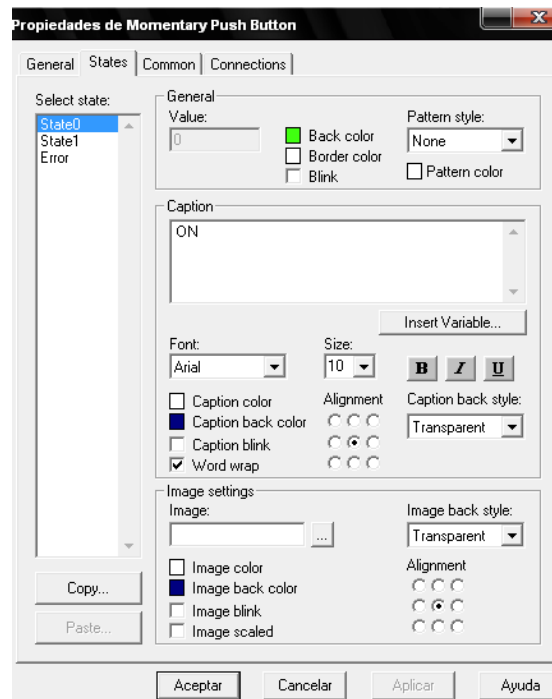 Propiedades de Momentary Push Button
General States Common Connections
Select state:
State0
State1
Error
Copy...
Paste...
General
Value:
0
Back color
Border color
Blink
Pattern style:
None
Pattern color
Caption
ON
Insert Variable...
Font:
Arial
Size:
10
B I U
Caption color
Caption back color
Caption blink
Word wrap
Alignment
Caption back style:
Transparent
Image settings
Image:
...
Image back style:
Transparent
Image color
Image back color
Image blink
Image scaled
Alignment
Aceptar Cancelar Aplicar Ayuda